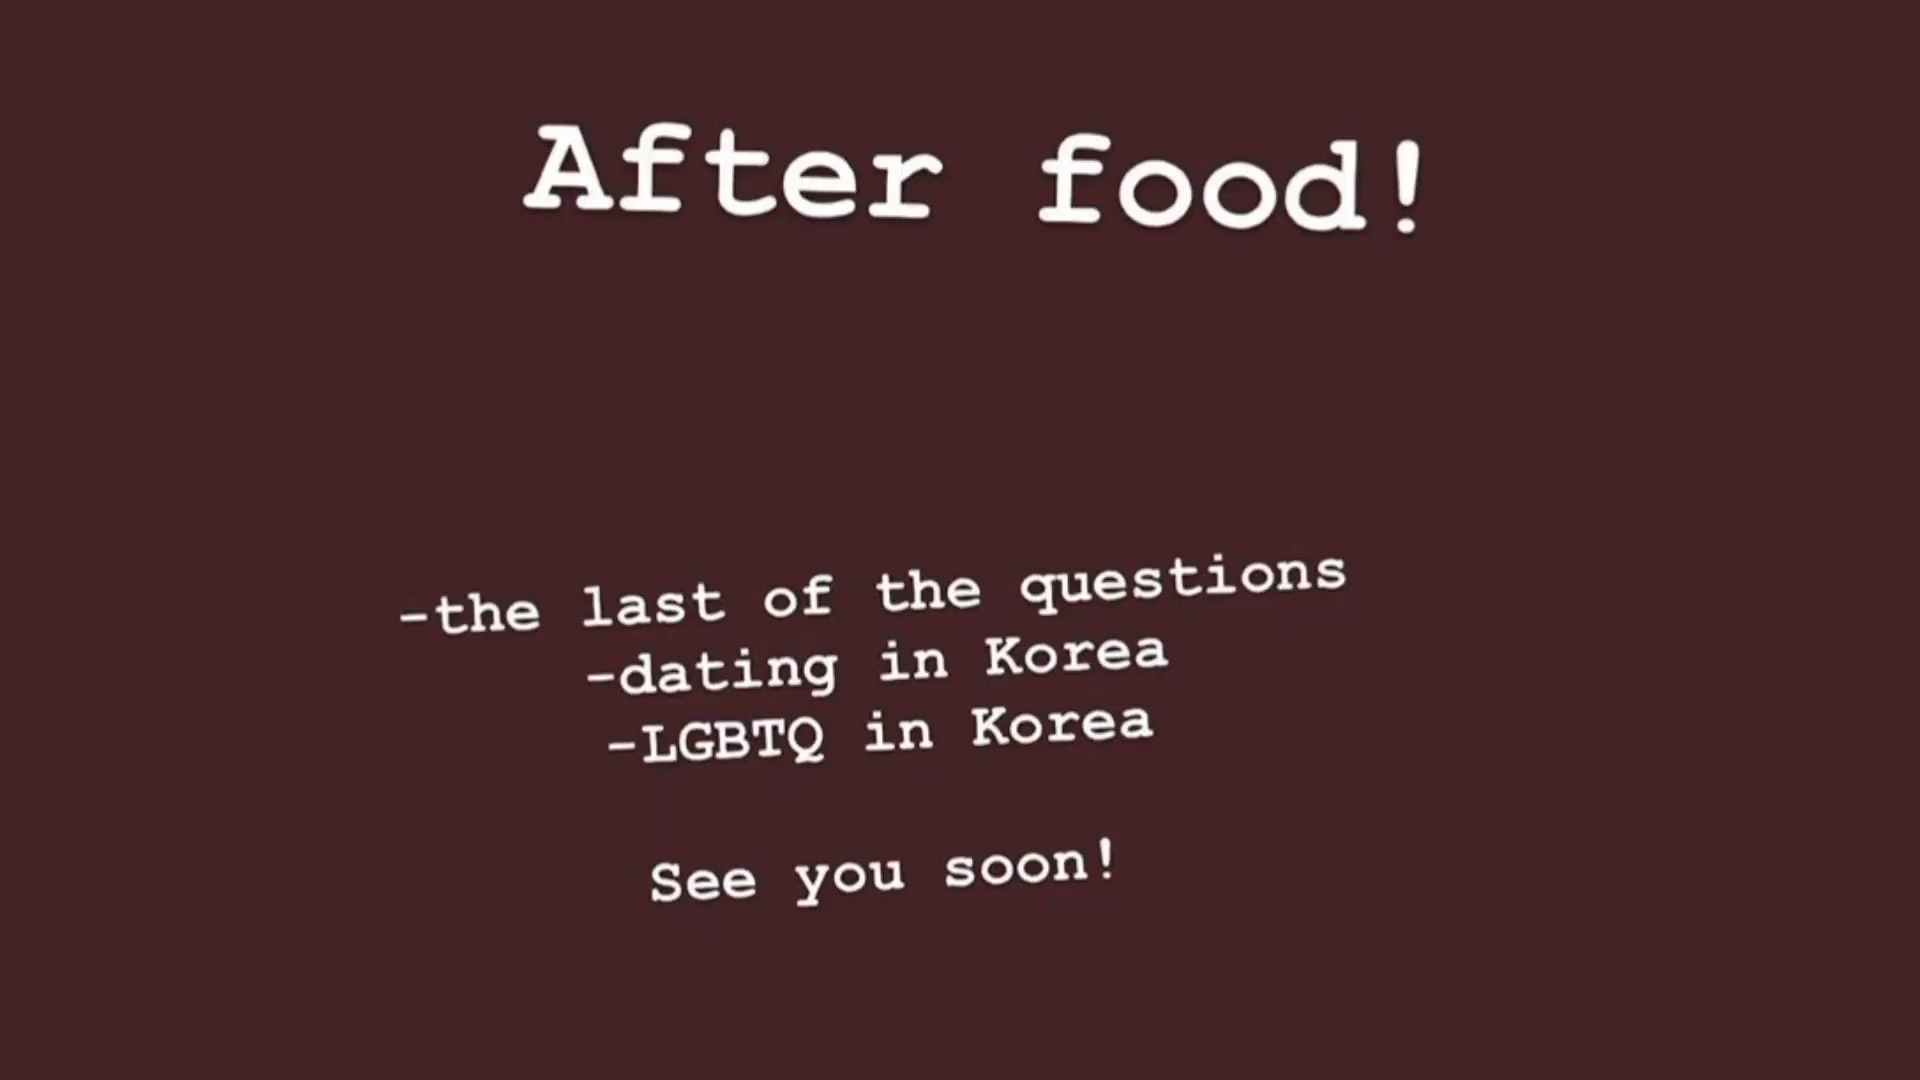 After food!
-the last of the questions
-dating in Korea
-LGBTQ in Korea
See you soon!